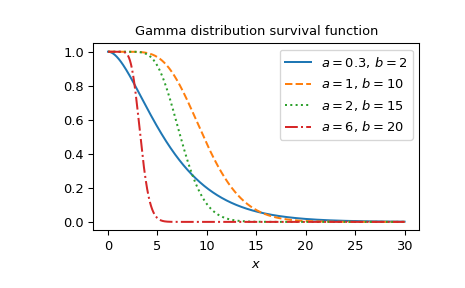 Gamma distribution survival function
1.0
0.8
0.6
0.4
0.2
0.0
a = 0.3, b = 2
a = 1, b = 10
a = 2, b = 15
a = 6, b = 20
0 5 10 15 20 25 30
x